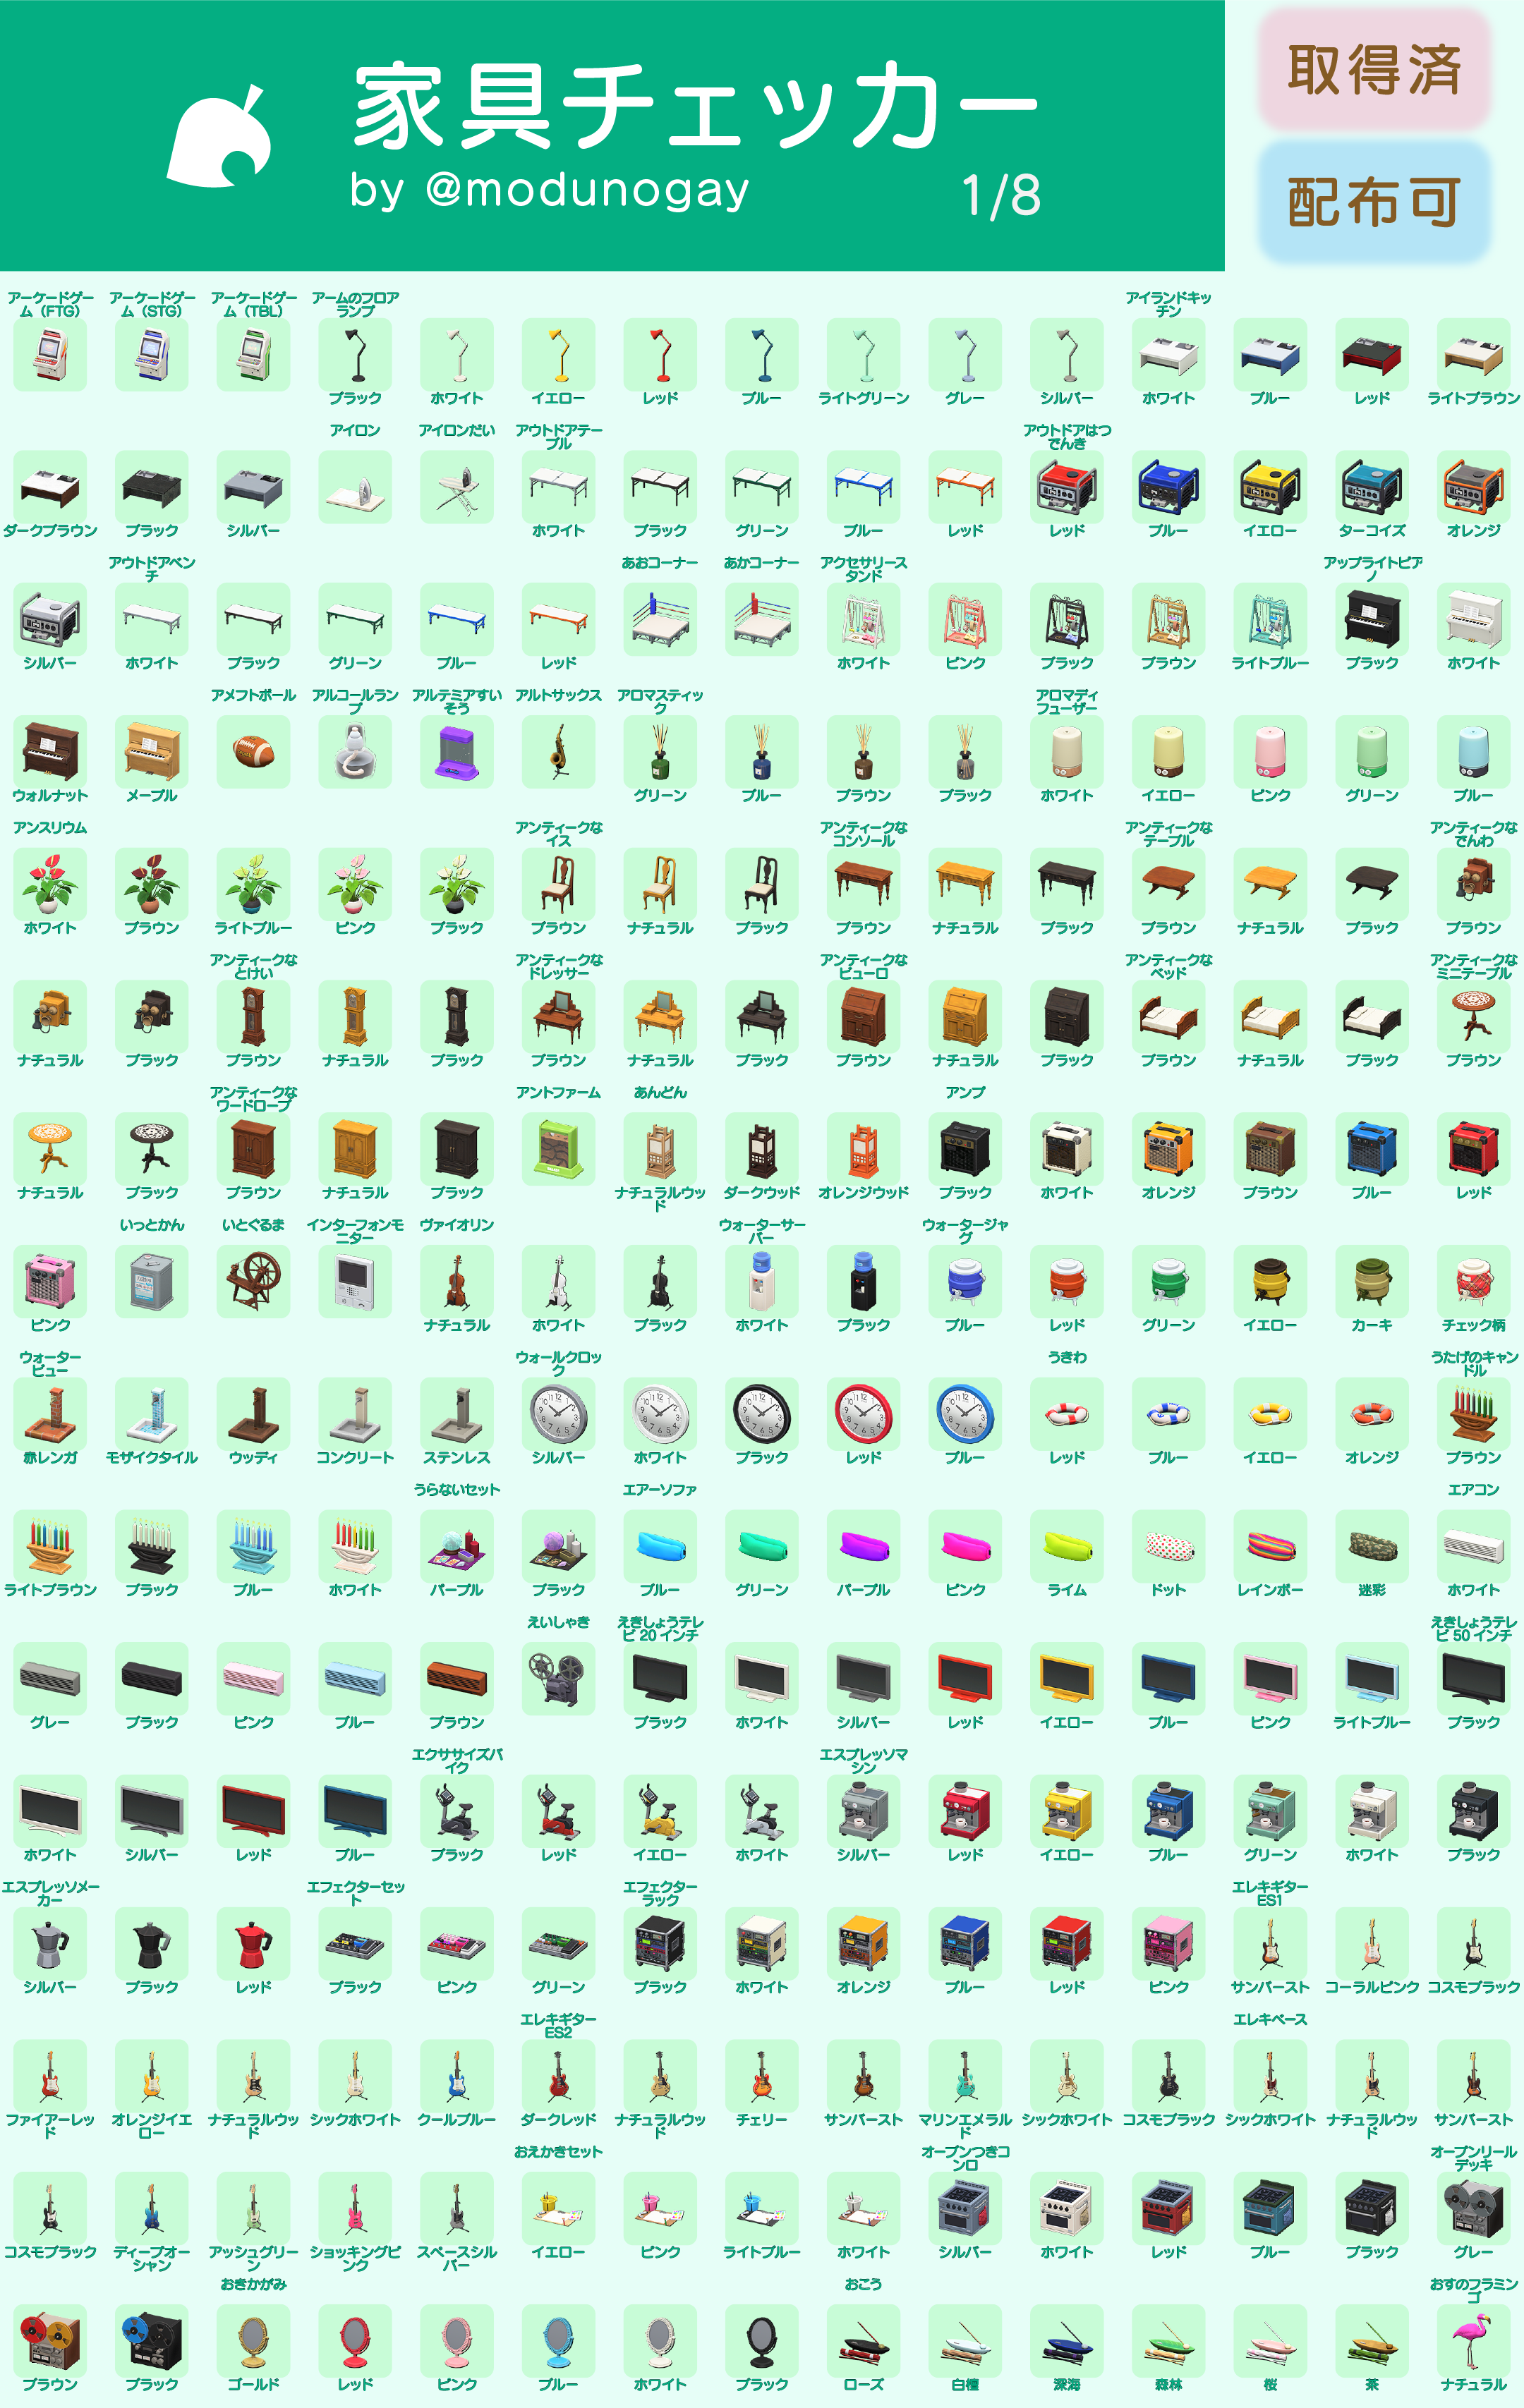 家具チェッカー
by @modunogay
1/8
取得済
配布可
アーケードゲー アーケードゲー アーケードゲー アームのフロア アイランドキッ
ム（FTG） ム（STG） ム（TBL） ランプ チン
ブラック ホワイト イエロー レッド ブルー ライトグリーン グレー シルバー ホワイト ブルー レッド ライトブラウン
アイロン アイロンだい アウトドアテー アウトドアはつ
ブル でんき
ダークブラウン ブラック シルバー ホワイト ブラック グリーン ブルー レッド レッド ブルー イエロー ターコイズ オレンジ
アウトドアベン あおコーナー あかコーナー アクセサリース アップライトピア
チ タンド ノ
シルバー ホワイト ブラック グリーン ブルー レッド ホワイト ピンク ブラック ブラウン ライトブルー ブラック ホワイト
アメフトボール アルコールラン アルテミアすい アルトサックス アロマスティッ アロマディ
プ そう ク フューザー
ウォルナット メープル グリーン ブルー ブラウン ブラック ホワイト イエロー ピンク グリーン ブルー
アンスリウム アンティークな アンティークな アンティークな アンティークな
イス コンソール テーブル でんわ
ホワイト ブラウン ライトブルー ピンク ブラック ブラウン ナチュラル ブラック ブラウン ナチュラル ブラック ブラウン ナチュラル ブラック ブラウン
アンティークな アンティークな アンティークな アンティークな アンティークな
とけい ドレッサー ビューロ ベッド ミニテーブル
ナチュラル ブラック ブラウン ナチュラル ブラック ブラウン ナチュラル ブラック ブラウン ナチュラル ブラック ブラウン ナチュラル ブラック ブラウン
アンティークな アントファーム あんどん アンプ
ワードローブ
ナチュラル ブラック ブラウン ナチュラル ブラック ナチュラルウッ ダークウッド オレンジウッド ブラック ホワイト オレンジ ブラウン ブルー レッド
ド
いっとかん いとぐるま インターフォンモ ヴァイオリン ウォーターサー ウォータージャ
ニター バー グ
ピンク ナチュラル ホワイト ブラック ホワイト ブラック ブルー レッド グリーン イエロー カーキ チェック柄
ウォーター ウォールクロッ うきわ うたげのキャン
ビュー ク ドル
赤レンガ モザイクタイル ウッディ コンクリート ステンレス シルバー ホワイト ブラック レッド ブルー レッド ブルー イエロー オレンジ ブラウン
うらないセット エアーソファ エアコン
ライトブラウン ブラック ブルー ホワイト パープル ブラック ブルー グリーン パープル ピンク ライム ドット レインボー 迷彩 ホワイト
えいしゃき えきしょうテレ えきしょうテレ
ビ 20 インチ ビ 50 インチ
グレー ブラック ピンク ブルー ブラウン ブラック ホワイト シルバー レッド イエロー ブルー ピンク ライトブルー ブラック
エクササイズバ エスプレッソマ
イク シン
ホワイト シルバー レッド ブルー ブラック レッド イエロー ホワイト シルバー レッド イエロー ブルー グリーン ホワイト ブラック
エスプレッソメー エフェクターセッ エフェクター エレキギター
カー ト ラック ES1
シルバー ブラック レッド ブラック ピンク グリーン ブラック ホワイト オレンジ ブルー レッド ピンク サンバースト コーラルピンク コスモブラック
エレキギター エレキベース
ES2
ファイアーレッ オレンジイエ ナチュラルウッ シックホワイト クールブルー ダークレッド ナチュラルウッ チェリー サンバースト マリンエメラル シックホワイト コスモブラック シックホワイト ナチュラルウッ サンバースト
ド ロー ド ド ド ド
おえかきセット オーブンつきコ オープンリール
ンロ デッキ
コスモブラック ディープオー アッシュグリー ショッキングピ スペースシル イエロー ピンク ライトブルー ホワイト シルバー ホワイト レッド ブルー ブラック グレー
シャン ン ンク バー
おきかがみ おこう おすのフラミン
ゴ
ブラウン ブラック ゴールド レッド ピンク ブルー ホワイト ブラック ローズ 白檀 深海 森林 桜 茶 ナチュラル